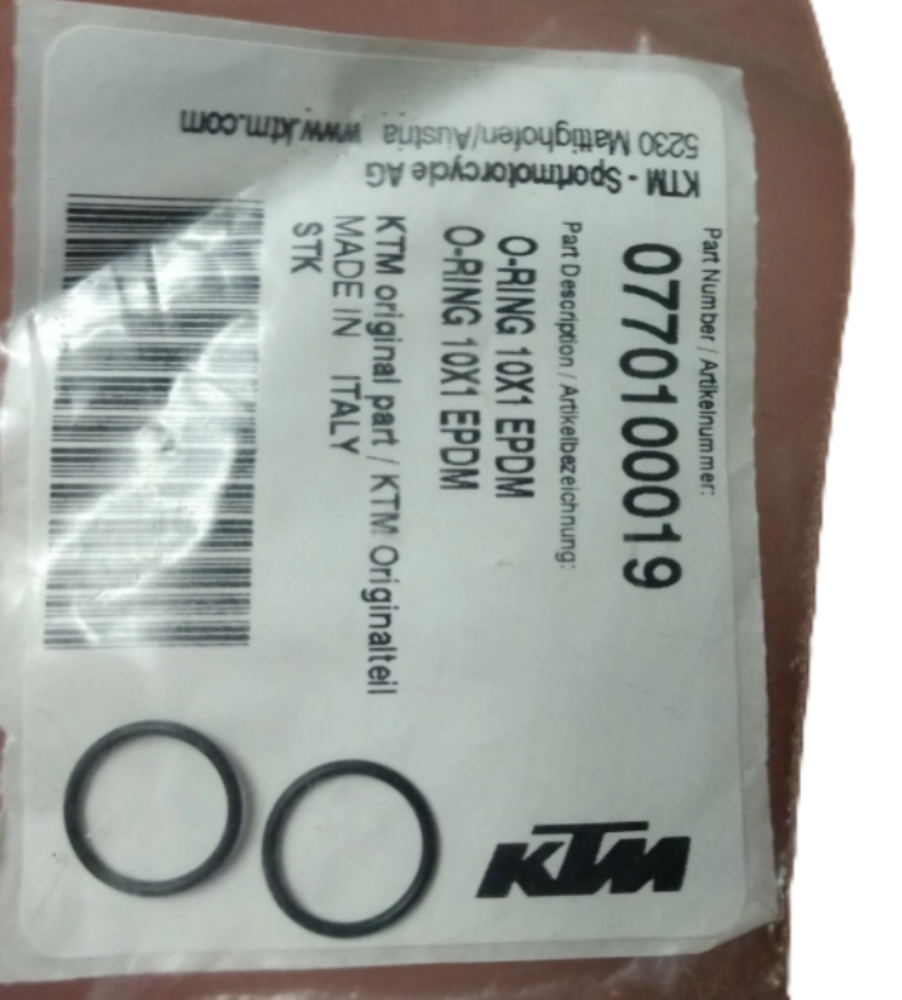 Part Number / Artikelnummer:
0770100019
Part Description / Artikelbezeichnung:
O-RING 10X1 EPDM
O-RING 10X1 EPDM
KTM original part / KTM Originalteil
MADE IN ITALY
STK
KTM - Sportmotorcycle AG
5230 Mattighofen/Austria www.ktm.com
KTM